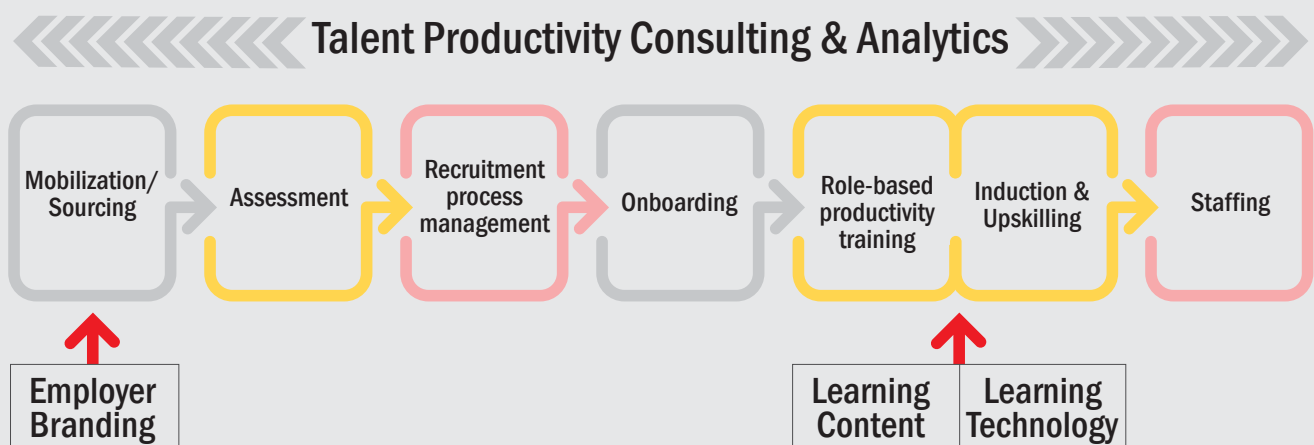 Talent Productivity Consulting & Analytics
Mobilization/
Sourcing
Assessment
Recruitment
process
management
Onboarding
Role-based
productivity
training
Induction &
Upskilling
Staffing
Employer
Branding
Learning
Content
Learning
Technology